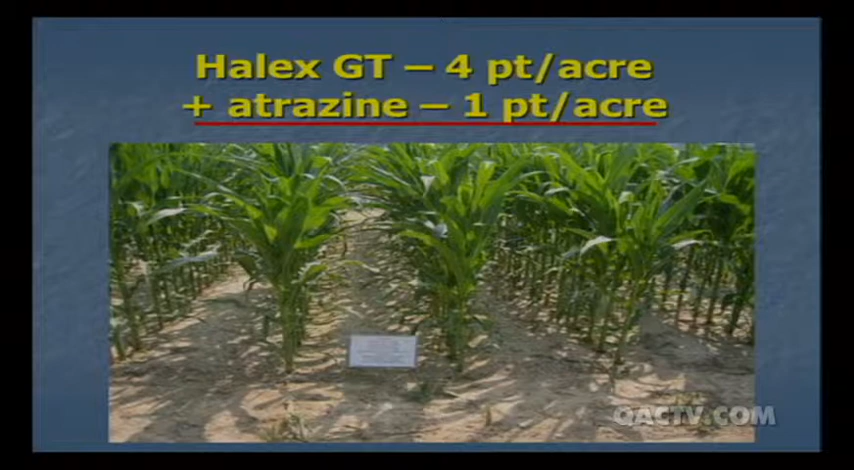 Halex GT – 4 pt/acre
+ atrazine – 1 pt/acre
QACTV.COM